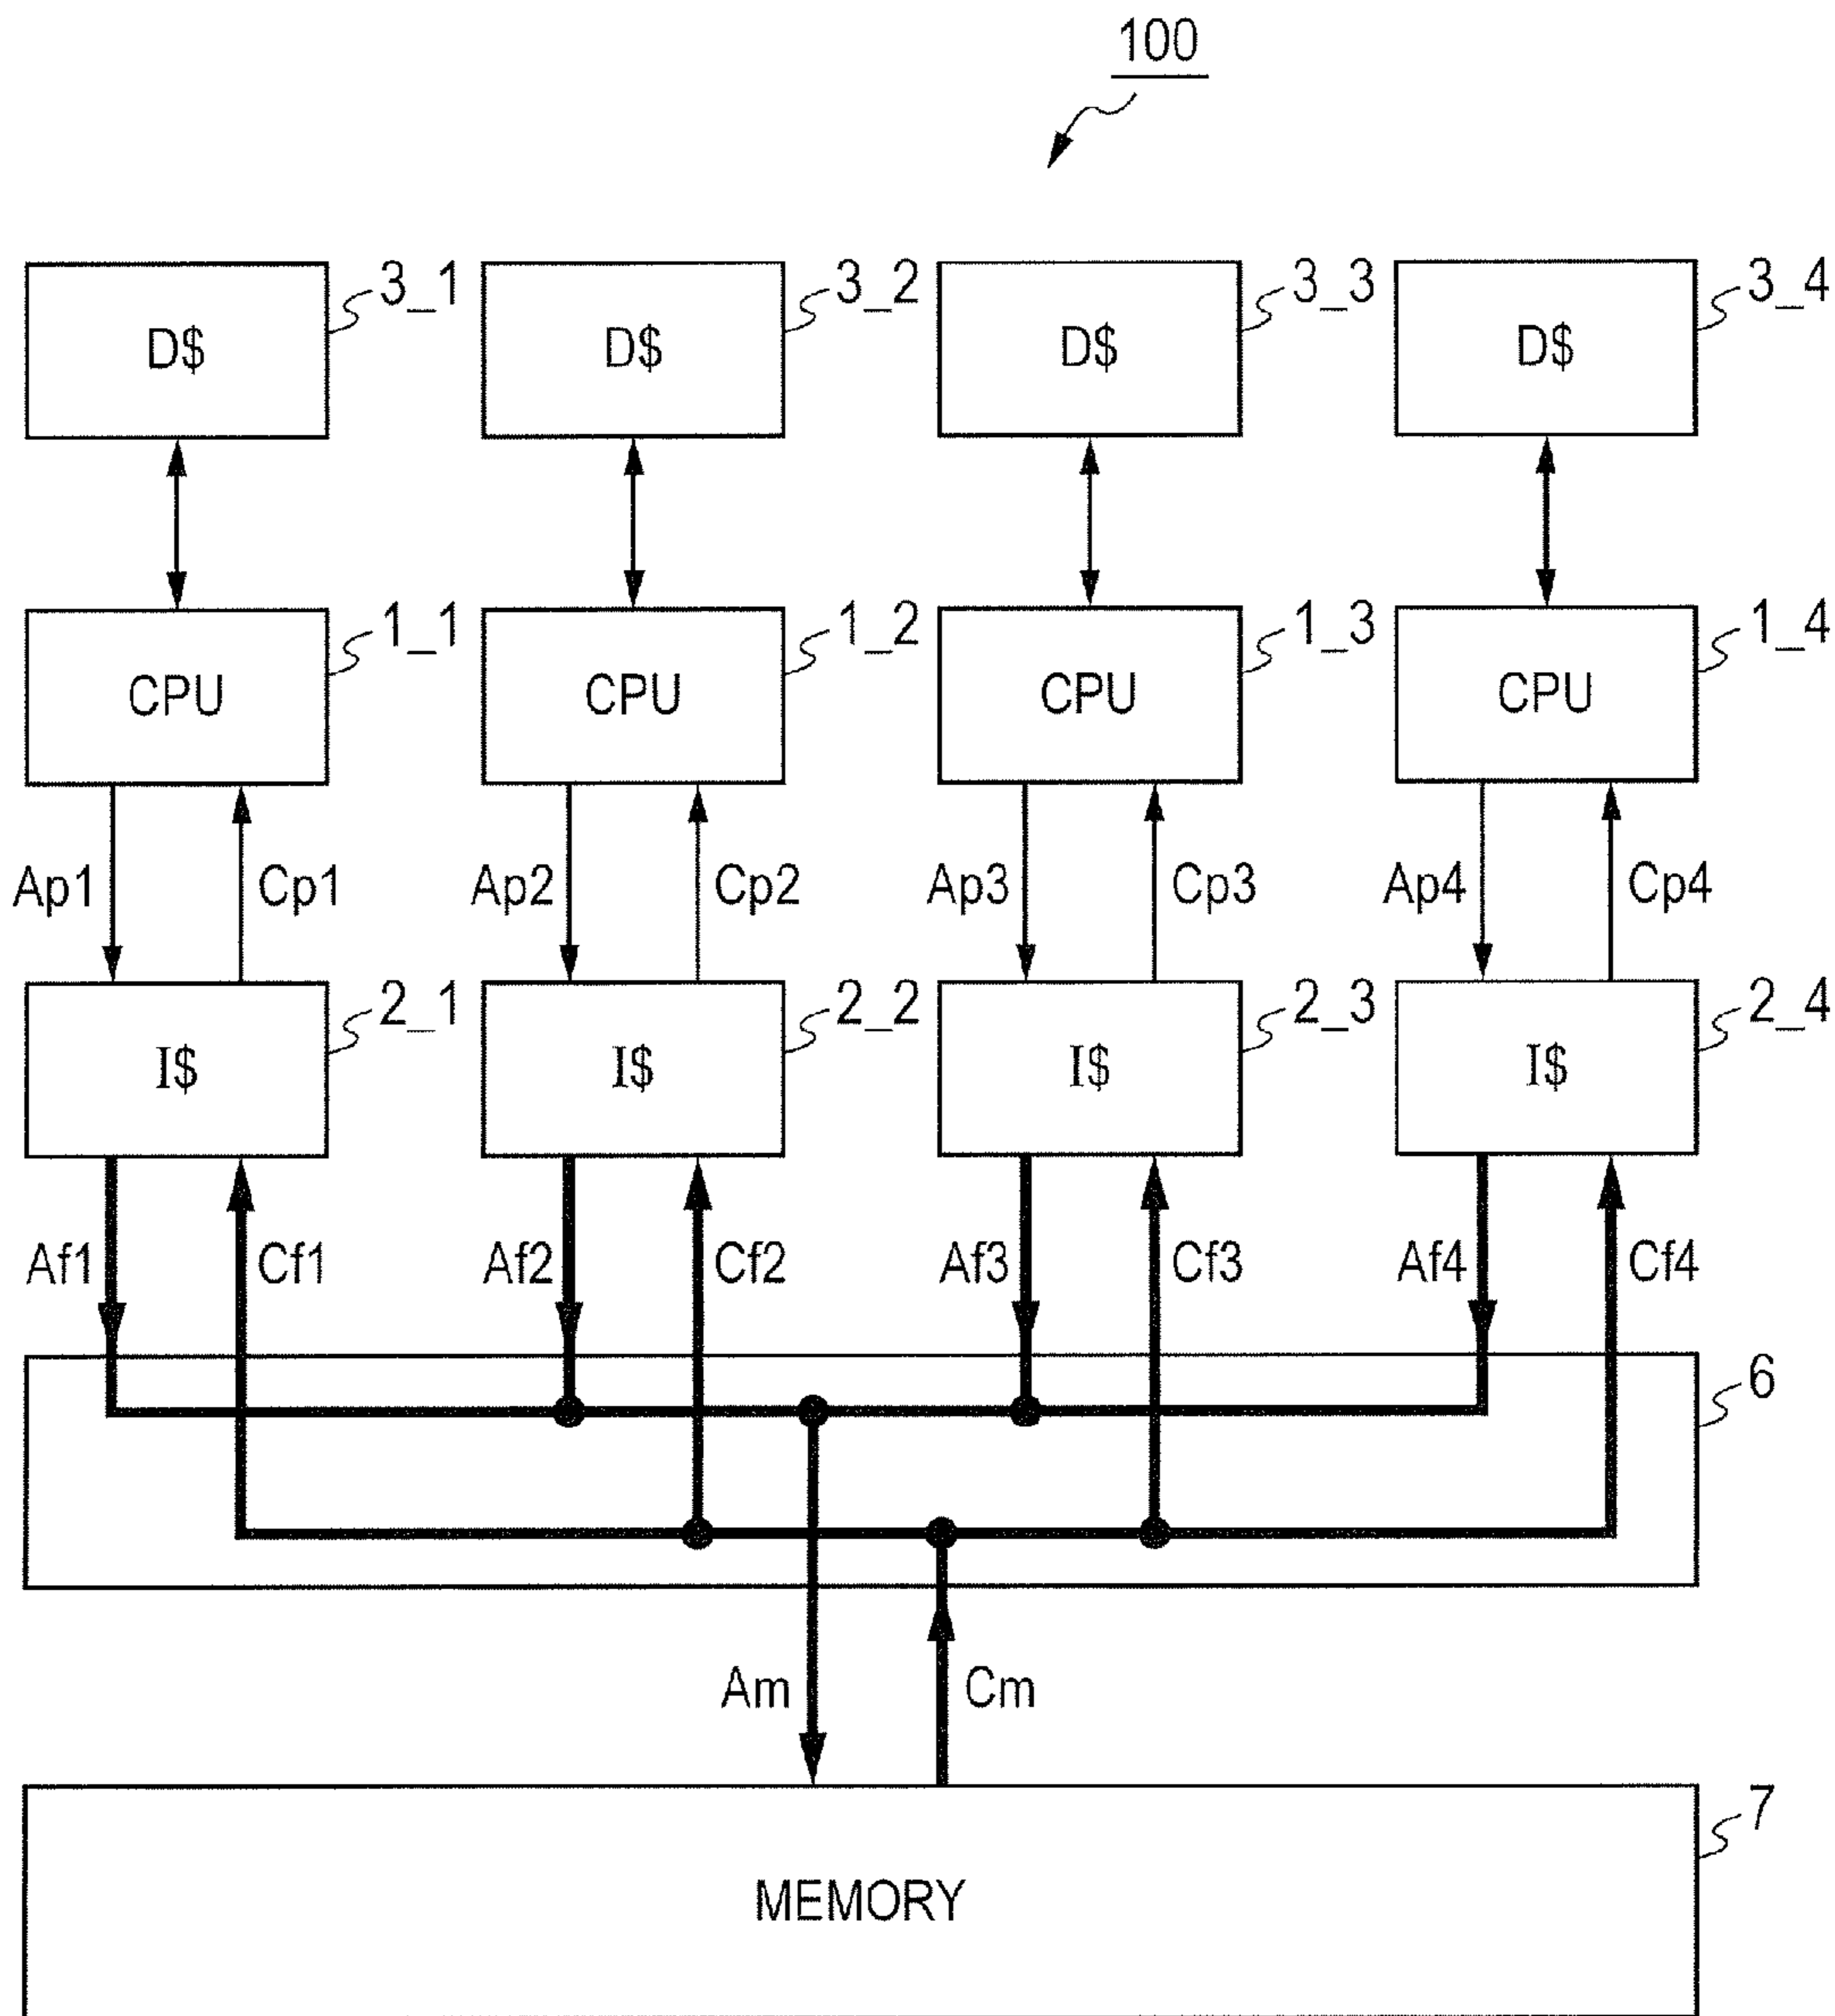 100
3_1 3_2 3_3 3_4
D$ D$ D$ D$
1_1 1_2 1_3 1_4
CPU CPU CPU CPU
Ap1 Cp1 Ap2 Cp2 Ap3 Cp3 Ap4 Cp4
2_1 2_2 2_3 2_4
I$ I$ I$ I$
Af1 Cf1 Af2 Cf2 Af3 Cf3 Af4 Cf4
6
Am Cm
7
MEMORY